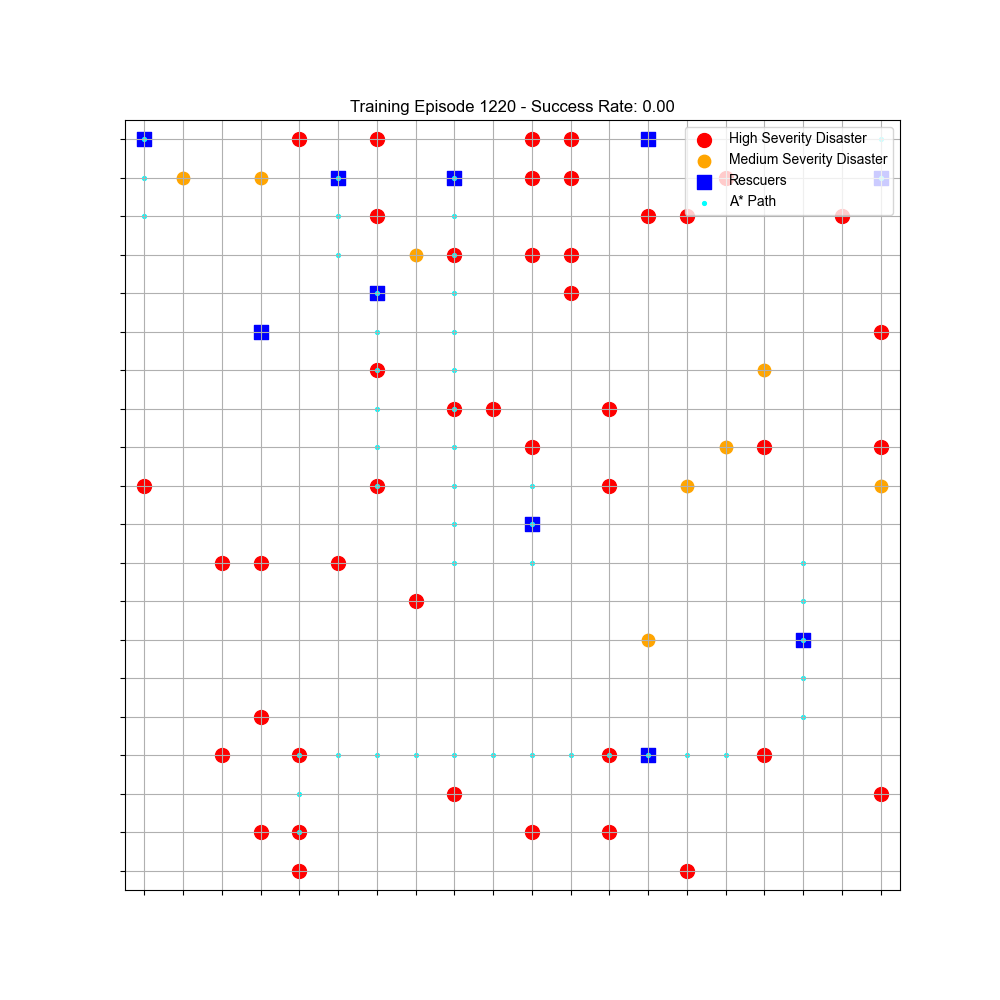 Training Episode 1220 - Success Rate: 0.00
High Severity Disaster
Medium Severity Disaster
Rescuers
A* Path